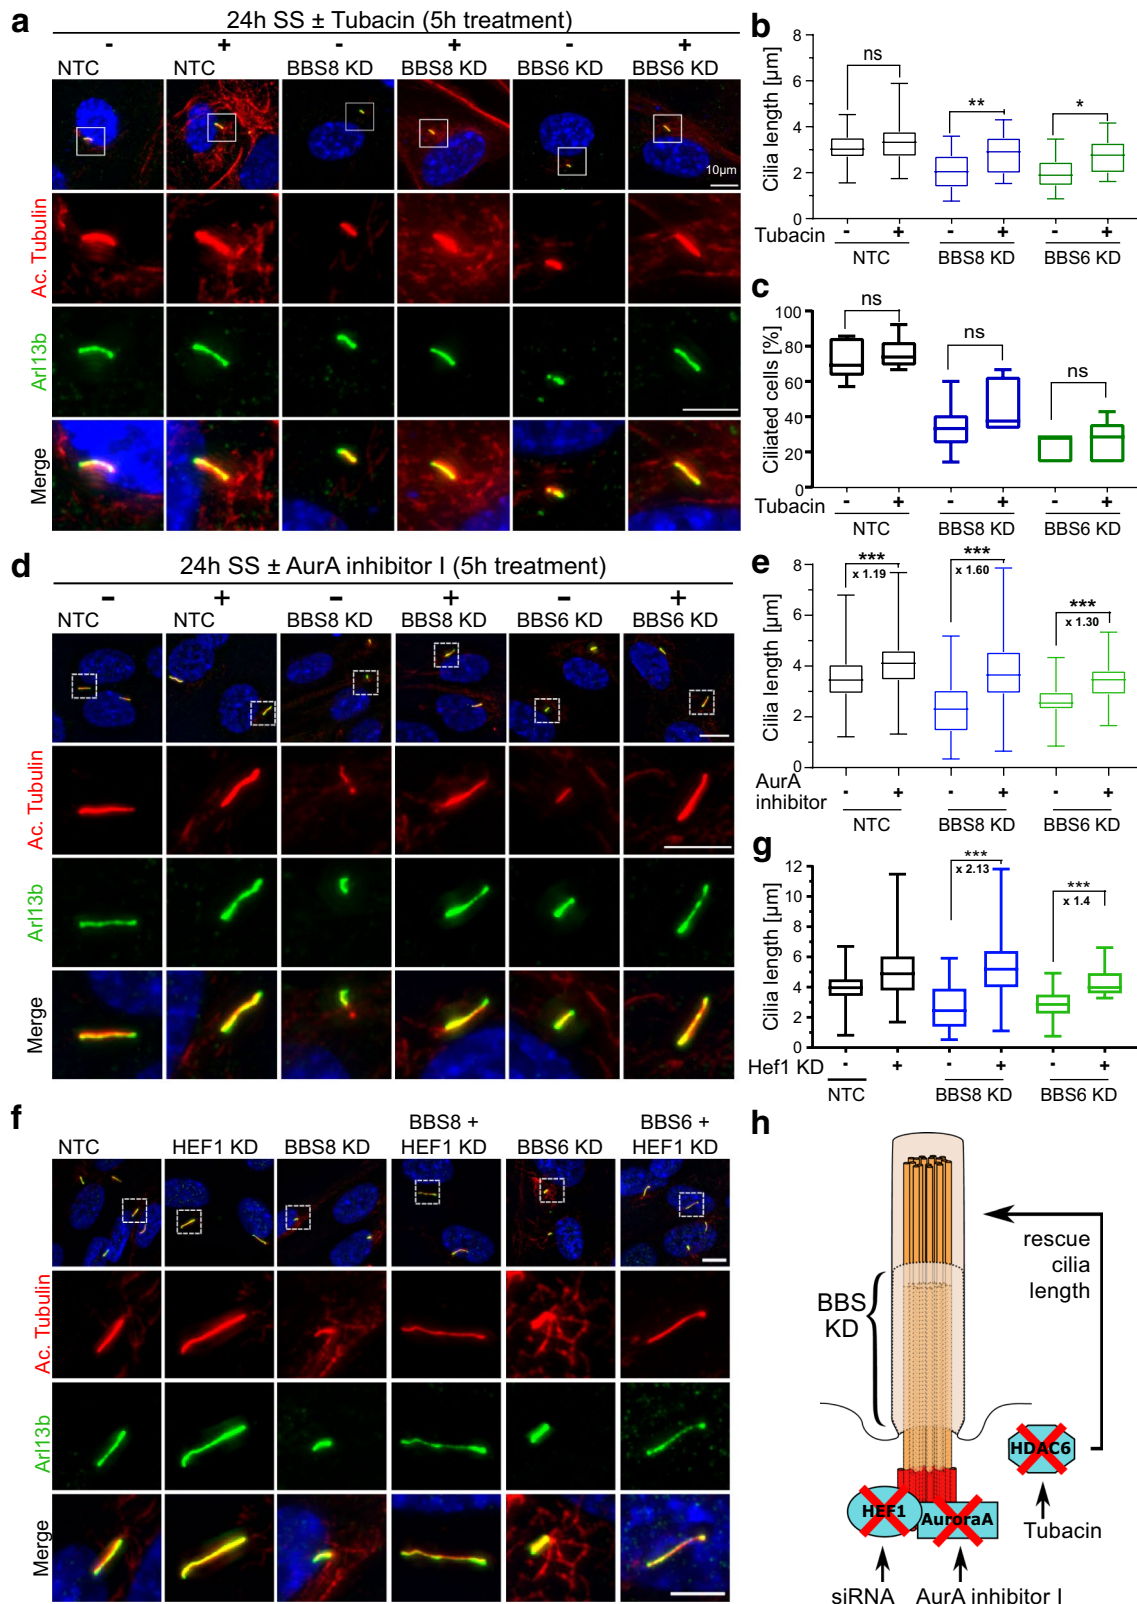 a
24h SS ± Tubacin (5h treatment)
- + - + - +
NTC NTC BBS8 KD BBS8 KD BBS6 KD BBS6 KD
10µm
Ac. Tubulin
Arl13b
Merge
b
Cilia length [µm]
8
6
4
2
0
ns
**
*
- + - + - +
Tubacin
NTC BBS8 KD BBS6 KD
c
Ciliated cells [%]
100
80
60
40
20
0
ns
ns
ns
- + - + - +
Tubacin
NTC BBS8 KD BBS6 KD
d
24h SS ± AurA inhibitor I (5h treatment)
- + - + - +
NTC NTC BBS8 KD BBS8 KD BBS6 KD BBS6 KD
Ac. Tubulin
Arl13b
Merge
e
Cilia length [µm]
8
6
4
2
0
***
x 1.19
***
x 1.60
***
x 1.30
AurA
inhibitor
- + - + - +
NTC BBS8 KD BBS6 KD
g
Cilia length [µm]
12
10
8
6
4
2
0
***
x 2.13
***
x 1.4
Hef1 KD - + - + - +
NTC BBS8 KD BBS6 KD
f
NTC HEF1 KD BBS8 KD BBS8 +
HEF1 KD BBS6 KD BBS6 +
HEF1 KD
Ac. Tubulin
Arl13b
Merge
h
rescue
cilia
length
BBS
KD
HDAC6
HEF1
AuroraA
Tubacin
siRNA AurA inhibitor I